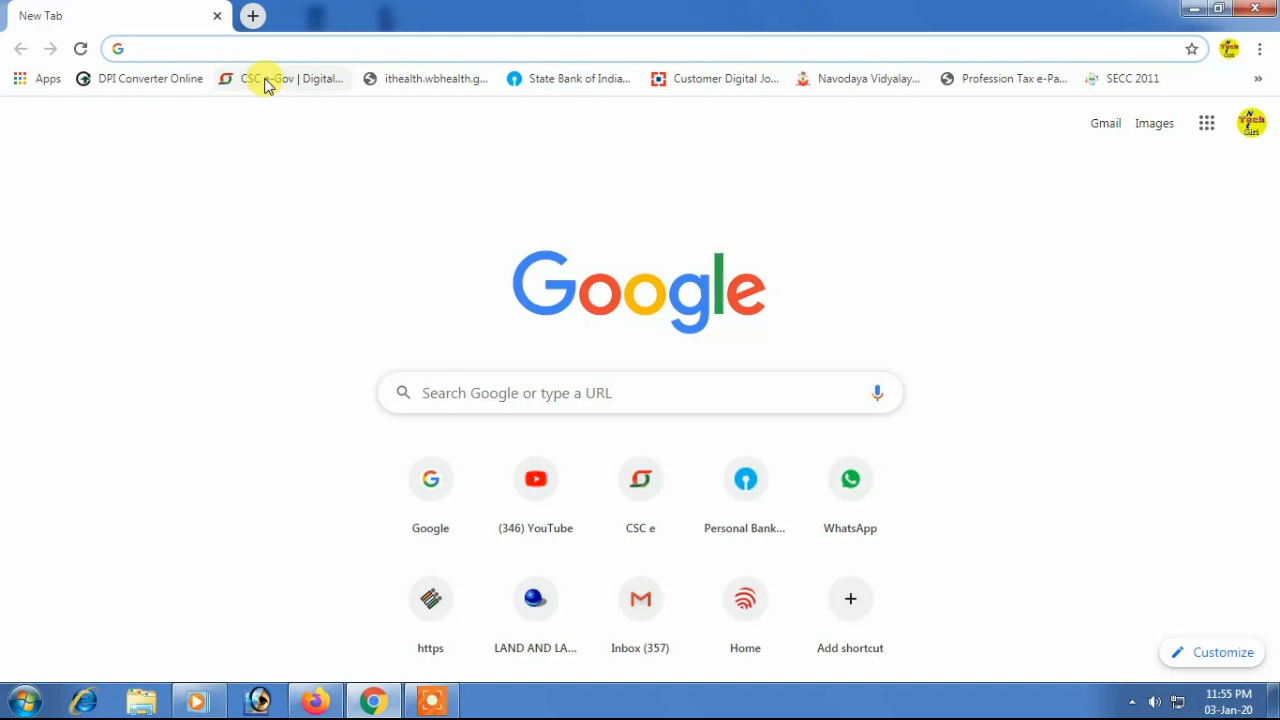 New Tab
Apps DPI Converter Online CSC e-Gov | Digital... ithealth.wbhealth.g... State Bank of India... Customer Digital Jo... Navodaya Vidyalay... Profession Tax e-Pa... SECC 2011 »
Gmail Images
N Tech Giri
Google
Search Google or type a URL
Google (346) YouTube CSC e Personal Bank... WhatsApp
https LAND AND LA... Inbox (357) Home Add shortcut
Customize
11:55 PM
03-Jan-20